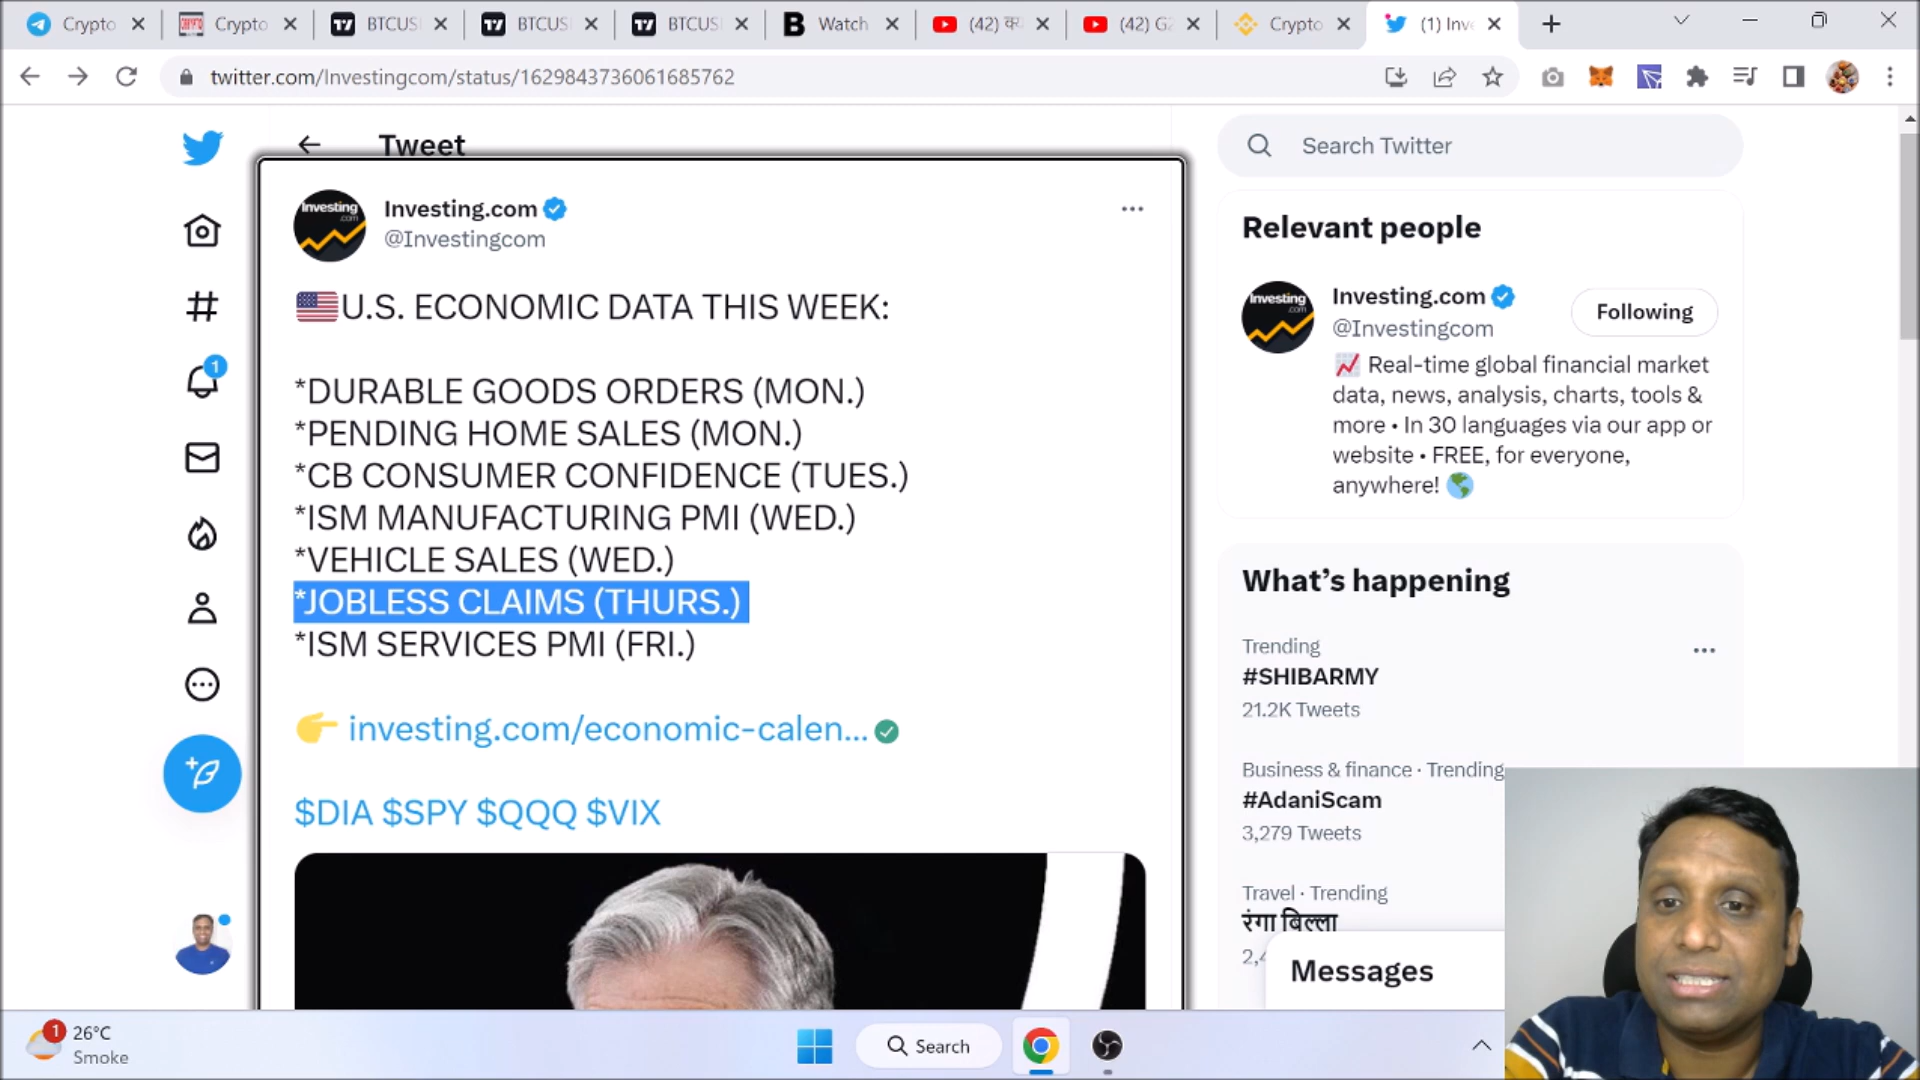 Crypto
Crypto
BTCUS
BTCUS
BTCUS
Watch
(42)
(42) G
Crypto
(1) Inve
twitter.com/Investingcom/status/1629843736061685762
Tweet
Search Twitter
Investing.com
@Investingcom
🇺🇸U.S. ECONOMIC DATA THIS WEEK:
*DURABLE GOODS ORDERS (MON.)
*PENDING HOME SALES (MON.)
*CB CONSUMER CONFIDENCE (TUES.)
*ISM MANUFACTURING PMI (WED.)
*VEHICLE SALES (WED.)
*JOBLESS CLAIMS (THURS.)
*ISM SERVICES PMI (FRI.)
👉 investing.com/economic-calen...
$DIA $SPY $QQQ $VIX
1
Relevant people
Investing
.com
Investing.com
@Investingcom
Following
📈 Real-time global financial market
data, news, analysis, charts, tools &
more • In 30 languages via our app or
website • FREE, for everyone,
anywhere! 🌎
What's happening
Trending
#SHIBARMY
21.2K Tweets
Business & finance · Trending
#AdaniScam
3,279 Tweets
Travel · Trending
रंगा बिल्ला
Messages
1
26°C
Smoke
Search